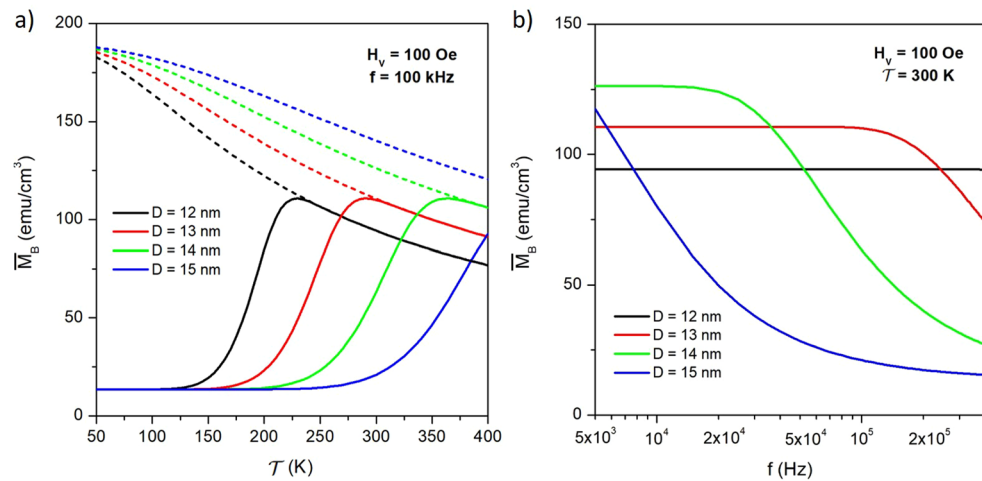 a)
H_v = 100 Oe
f = 100 kHz
M̅_B (emu/cm³)
200
150
100
50
0
D = 12 nm
D = 13 nm
D = 14 nm
D = 15 nm
50 100 150 200 250 300 350 400
𝒯 (K)
b)
H_v = 100 Oe
𝒯 = 300 K
M̅_B (emu/cm³)
150
100
50
0
D = 12 nm
D = 13 nm
D = 14 nm
D = 15 nm
5x10³ 10⁴ 2x10⁴ 5x10⁴ 10⁵ 2x10⁵
f (Hz)